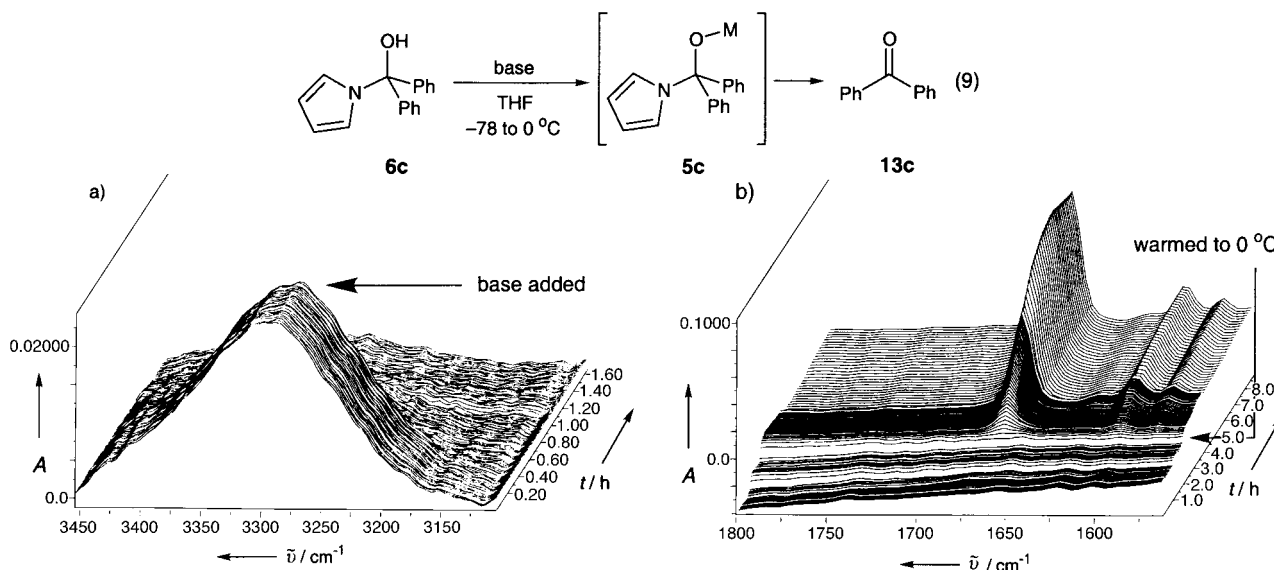 OH
N
Ph
Ph
6c
base
THF
–78 to 0 °C
O
M
N
Ph
Ph
5c
O
Ph
Ph
13c
(9)
a)
base added
0.02000
A
0.0
3450
3400
3350
3300
3250
3200
3150
ṽ / cm⁻¹
1.60
1.40
1.20
1.00
0.80
0.60
0.40
0.20
t / h
b)
warmed to 0 °C
0.1000
A
0.0
1800
1750
1700
1650
1600
ṽ / cm⁻¹
8.0
7.0
6.0
5.0
4.0
3.0
2.0
1.0
t / h